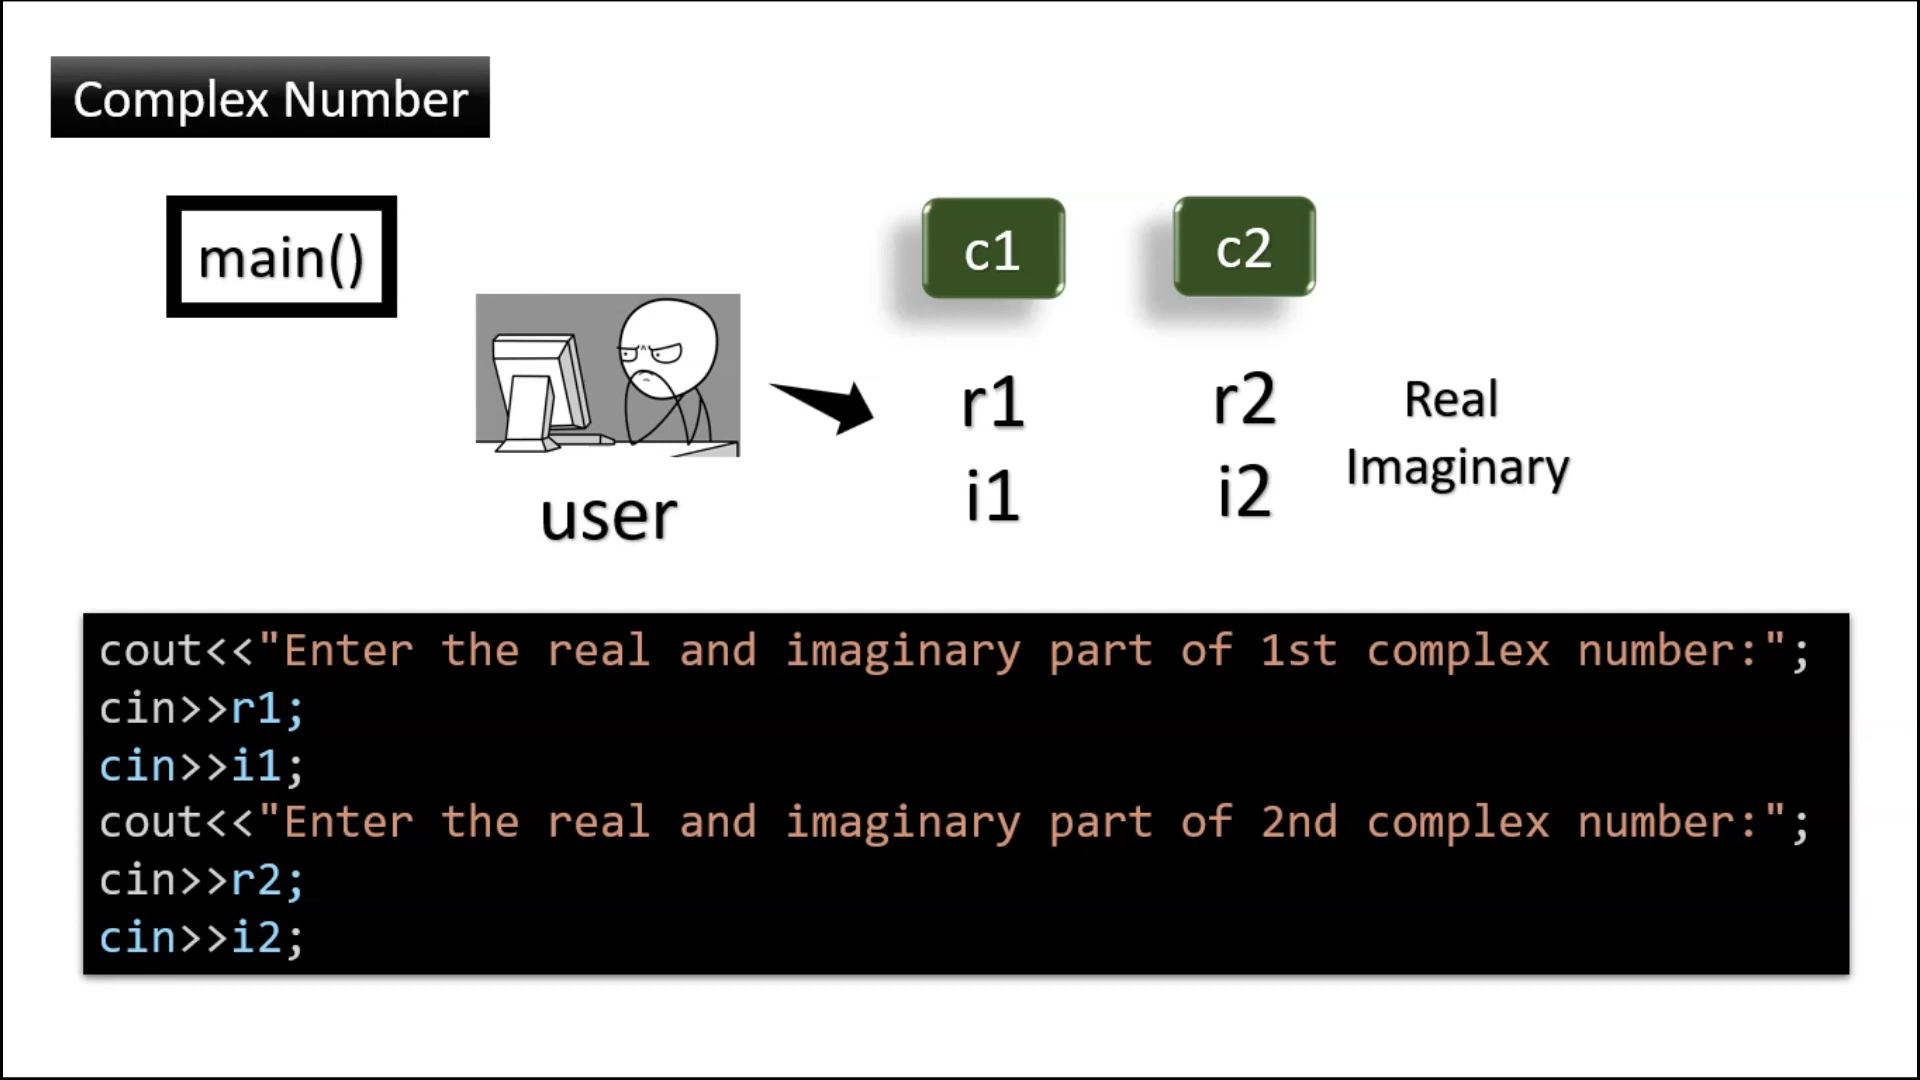 Complex Number
main()
c1 c2
r1 r2 Real
i1 i2 Imaginary
user
cout<<"Enter the real and imaginary part of 1st complex number:";
cin>>r1;
cin>>i1;
cout<<"Enter the real and imaginary part of 2nd complex number:";
cin>>r2;
cin>>i2;